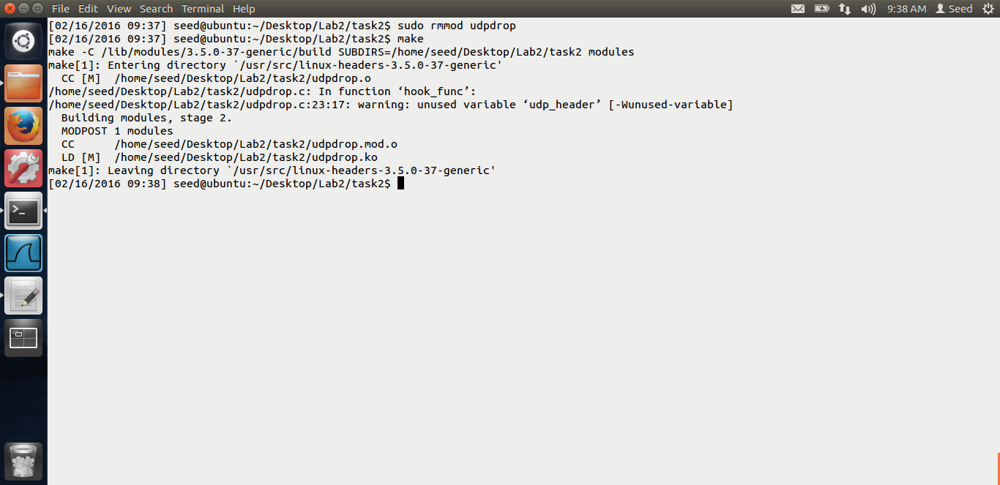 File Edit View Search Terminal Help 9:38 AM Seed
[02/16/2016 09:37] seed@ubuntu:~/Desktop/Lab2/task2$ sudo rmmod udpdrop
[02/16/2016 09:37] seed@ubuntu:~/Desktop/Lab2/task2$ make
make -C /lib/modules/3.5.0-37-generic/build SUBDIRS=/home/seed/Desktop/Lab2/task2 modules
make[1]: Entering directory `/usr/src/linux-headers-3.5.0-37-generic'
  CC [M]  /home/seed/Desktop/Lab2/task2/udpdrop.o
/home/seed/Desktop/Lab2/task2/udpdrop.c: In function ‘hook_func’:
/home/seed/Desktop/Lab2/task2/udpdrop.c:23:17: warning: unused variable ‘udp_header’ [-Wunused-variable]
  Building modules, stage 2.
  MODPOST 1 modules
  CC      /home/seed/Desktop/Lab2/task2/udpdrop.mod.o
  LD [M]  /home/seed/Desktop/Lab2/task2/udpdrop.ko
make[1]: Leaving directory `/usr/src/linux-headers-3.5.0-37-generic'
[02/16/2016 09:38] seed@ubuntu:~/Desktop/Lab2/task2$